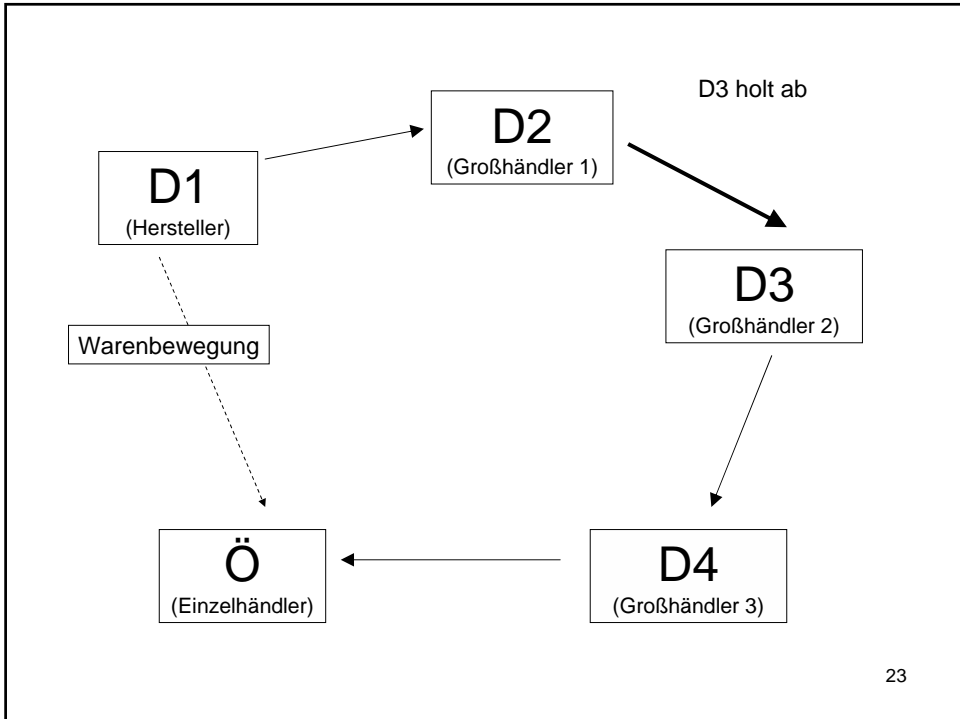 D3 holt ab
D2
(Großhändler 1)
D1
(Hersteller)
D3
(Großhändler 2)
Warenbewegung
Ö
(Einzelhändler)
D4
(Großhändler 3)
23